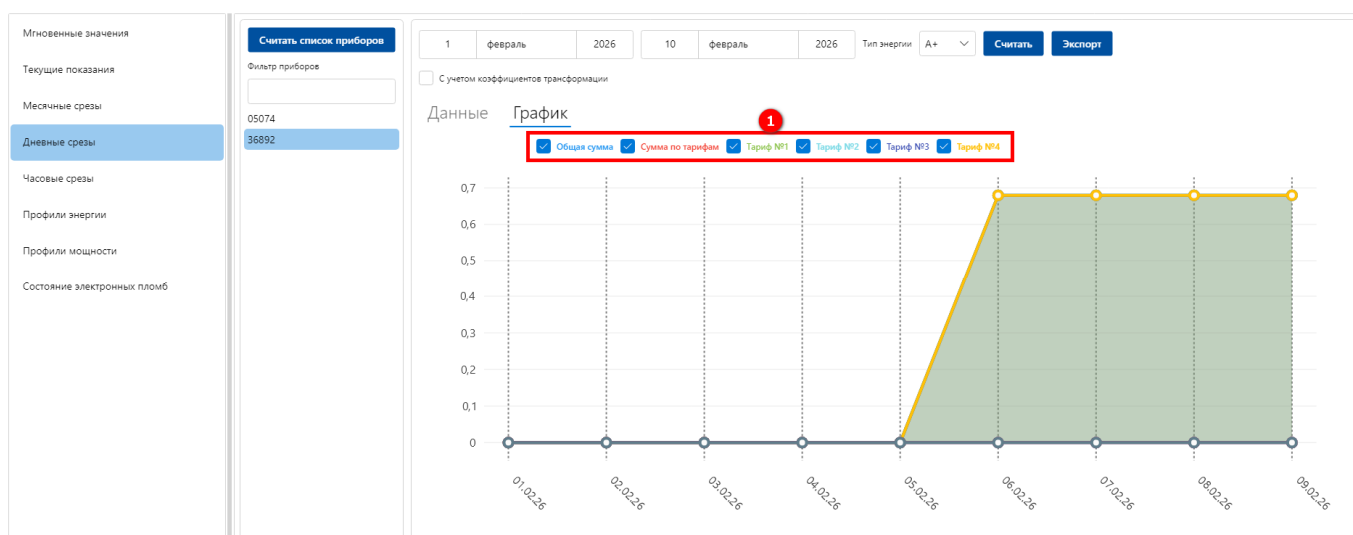 Мгновенные значения
Текущие показания
Месячные срезы
Дневные срезы
Часовые срезы
Профили энергии
Профили мощности
Состояние электронных пломб
Считать список приборов
Фильтр приборов
05074
36892
1 февраль 2026 10 февраль 2026 Тип энергии A+ Считать Экспорт
С учетом коэффициентов трансформации
Данные График
1
Общая сумма Сумма по тарифам Тариф №1 Тариф №2 Тариф №3 Тариф №4
0,7
0,6
0,5
0,4
0,3
0,2
0,1
0
01.02.26 02.02.26 03.02.26 04.02.26 05.02.26 06.02.26 07.02.26 08.02.26 09.02.26